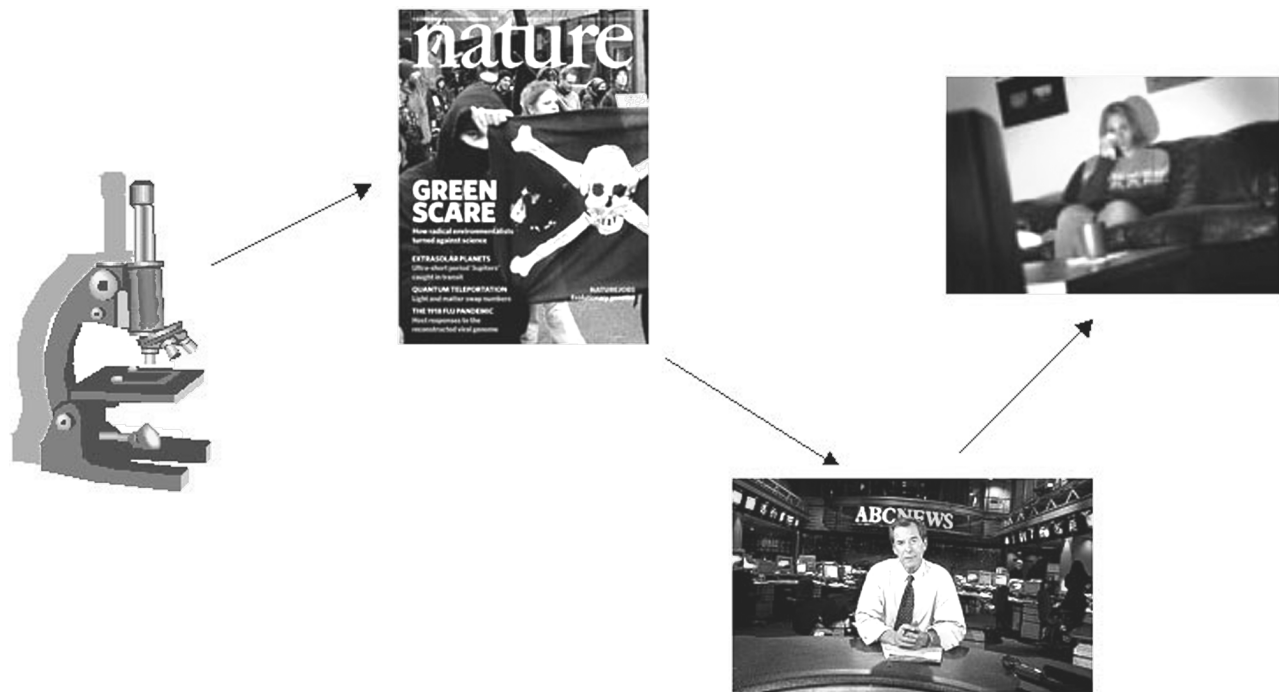 nature
GREEN
SCARE
How radical environmentalists
turned against science
EXTRASOLAR PLANETS
Ultra-short period 'Jupiters'
caught in transit
QUANTUM TELEPORTATION
Light and matter swap numbers
THE 1918 FLU PANDEMIC
Host responses to the
reconstructed viral genome
NATUREJOBS
ABCNEWS